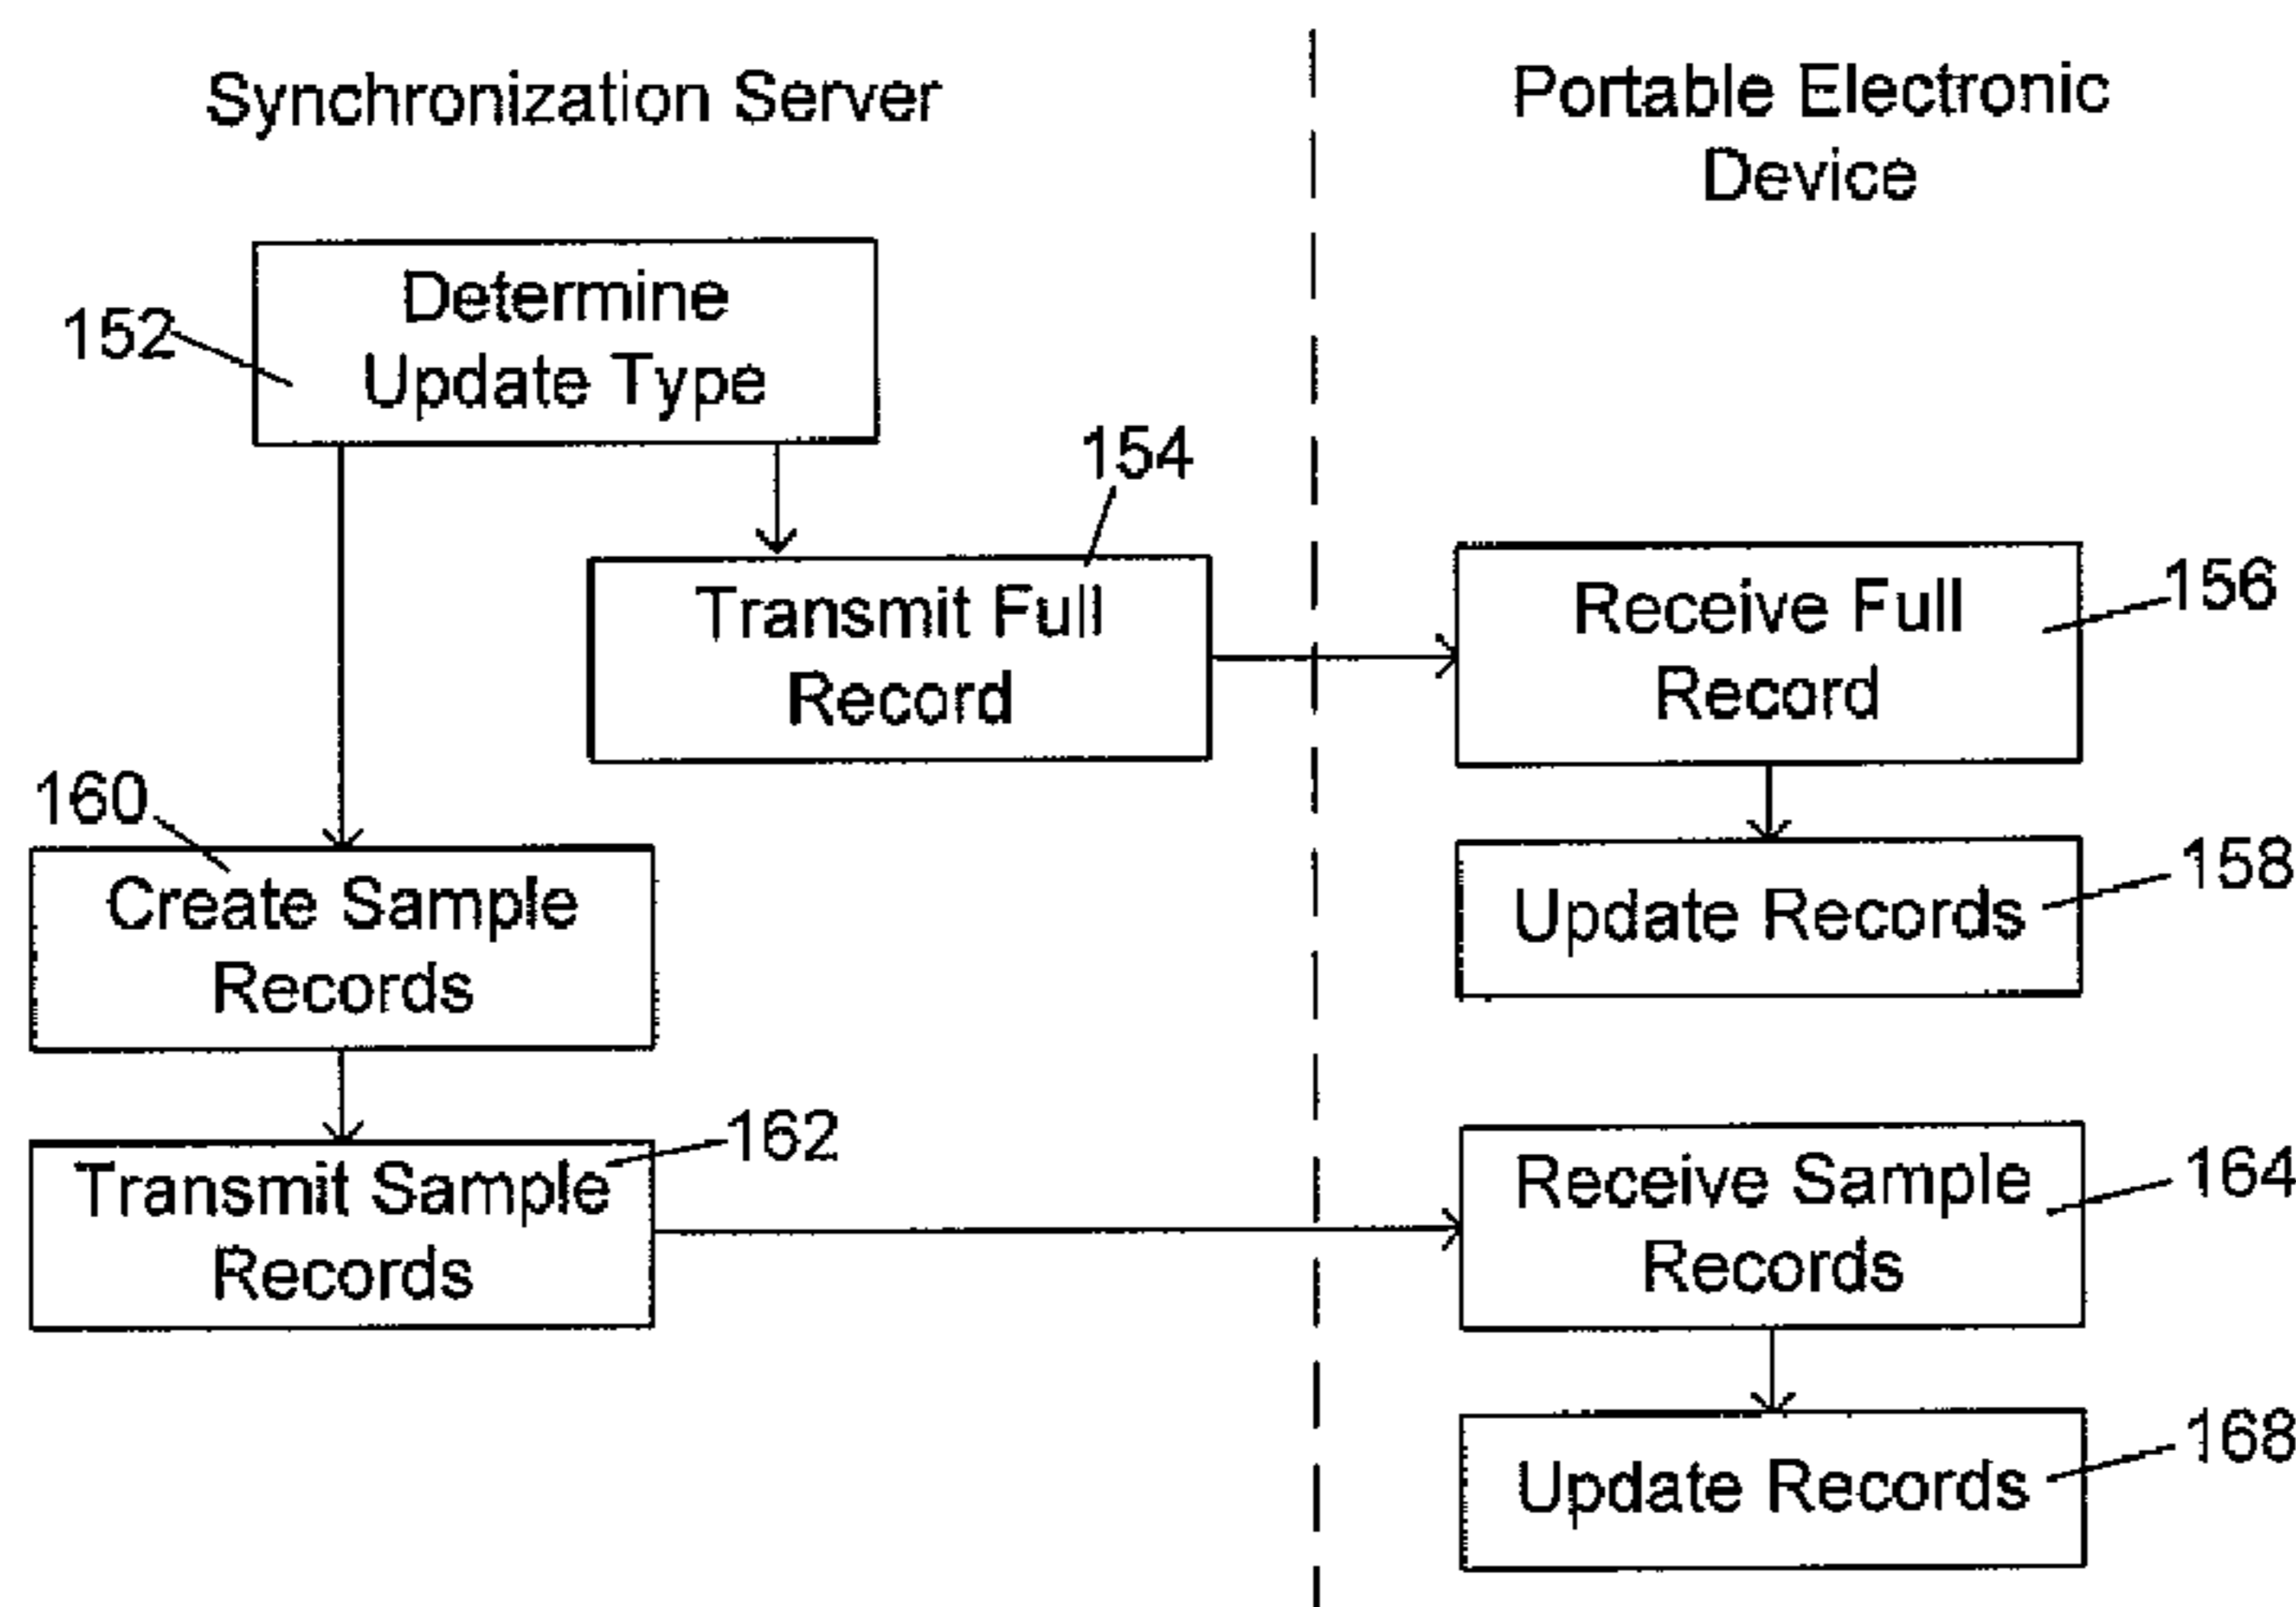 Synchronization Server
Portable Electronic
Device
152
Determine
Update Type
154
Transmit Full
Record
Receive Full
Record
156
160
Create Sample
Records
Update Records
158
162
Transmit Sample
Records
Receive Sample
Records
164
Update Records
168